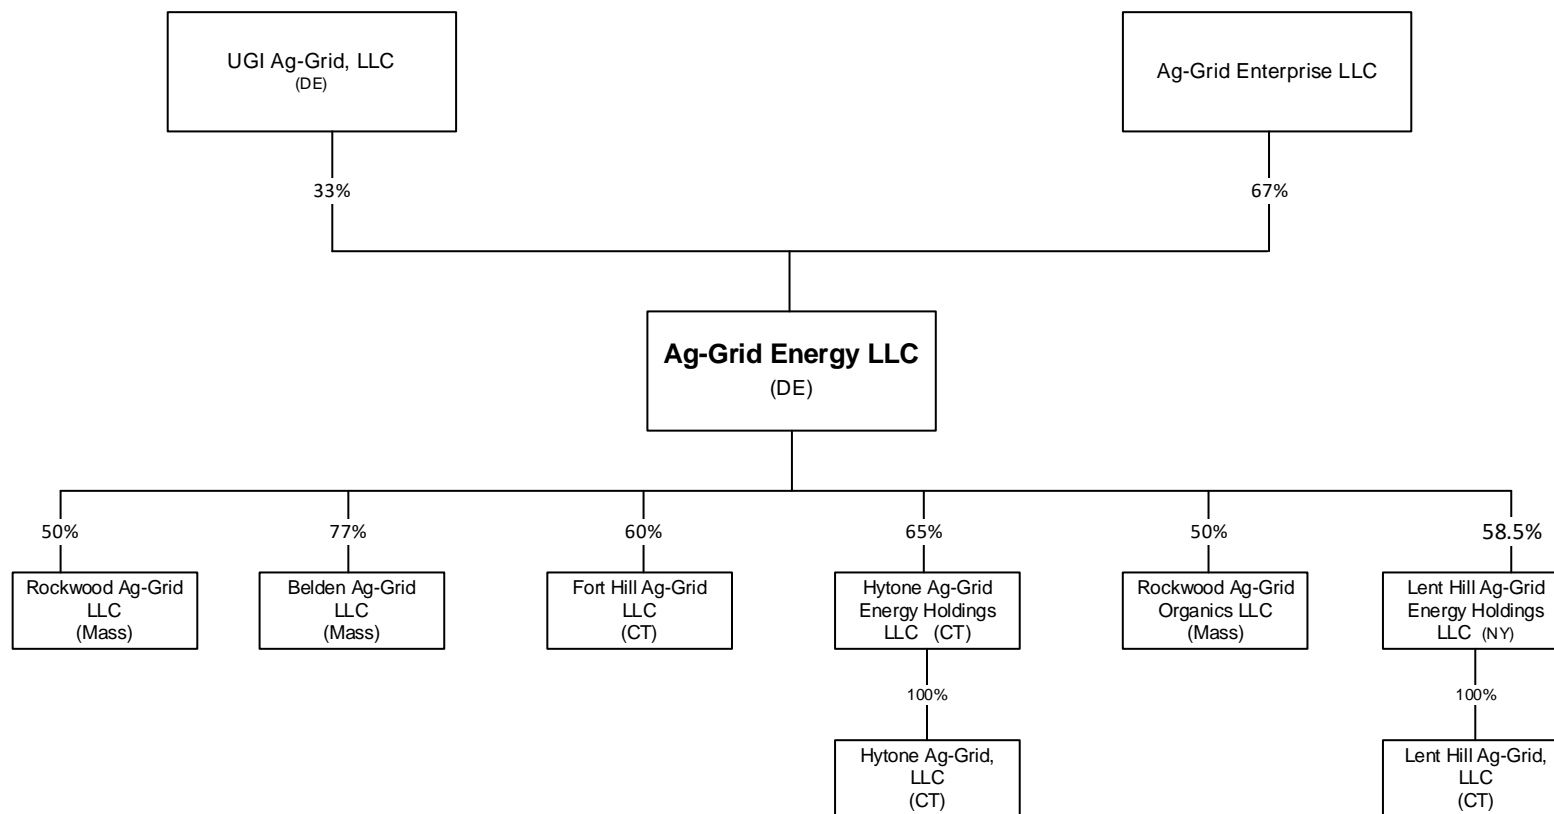 UGI Ag-Grid, LLC
(DE)
Ag-Grid Enterprise LLC
33%
67%
Ag-Grid Energy LLC
(DE)
50%
77%
60%
65%
50%
58.5%
Rockwood Ag-Grid
LLC
(Mass)
Belden Ag-Grid
LLC
(Mass)
Fort Hill Ag-Grid
LLC
(CT)
Hytone Ag-Grid
Energy Holdings
LLC (CT)
Rockwood Ag-Grid
Organics LLC
(Mass)
Lent Hill Ag-Grid
Energy Holdings
LLC (NY)
100%
100%
Hytone Ag-Grid,
LLC
(CT)
Lent Hill Ag-Grid,
LLC
(CT)